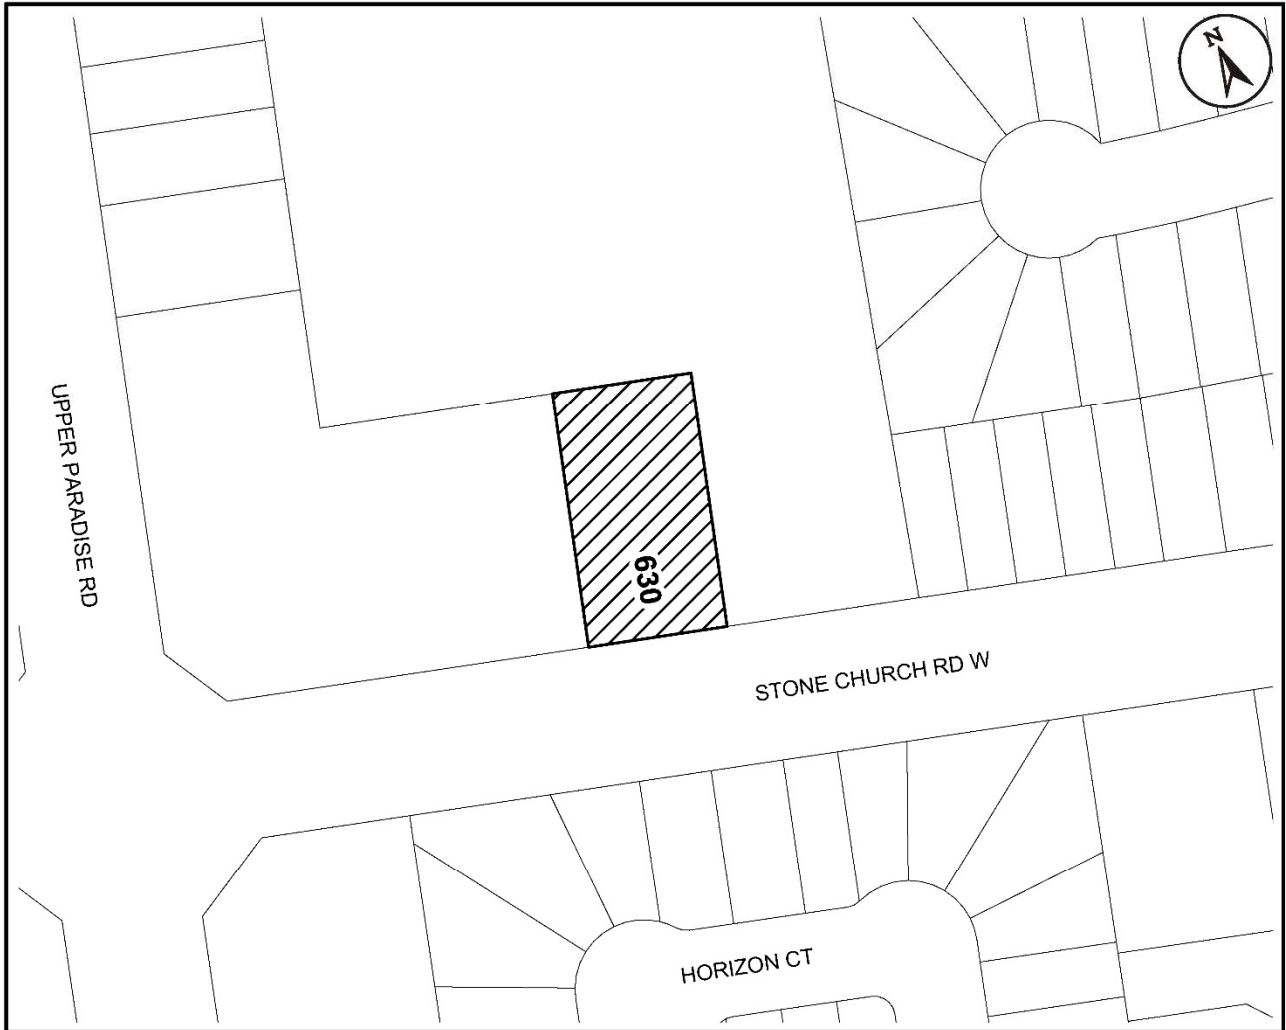 N
UPPER PARADISE RD
630
STONE CHURCH RD W
HORIZON CT